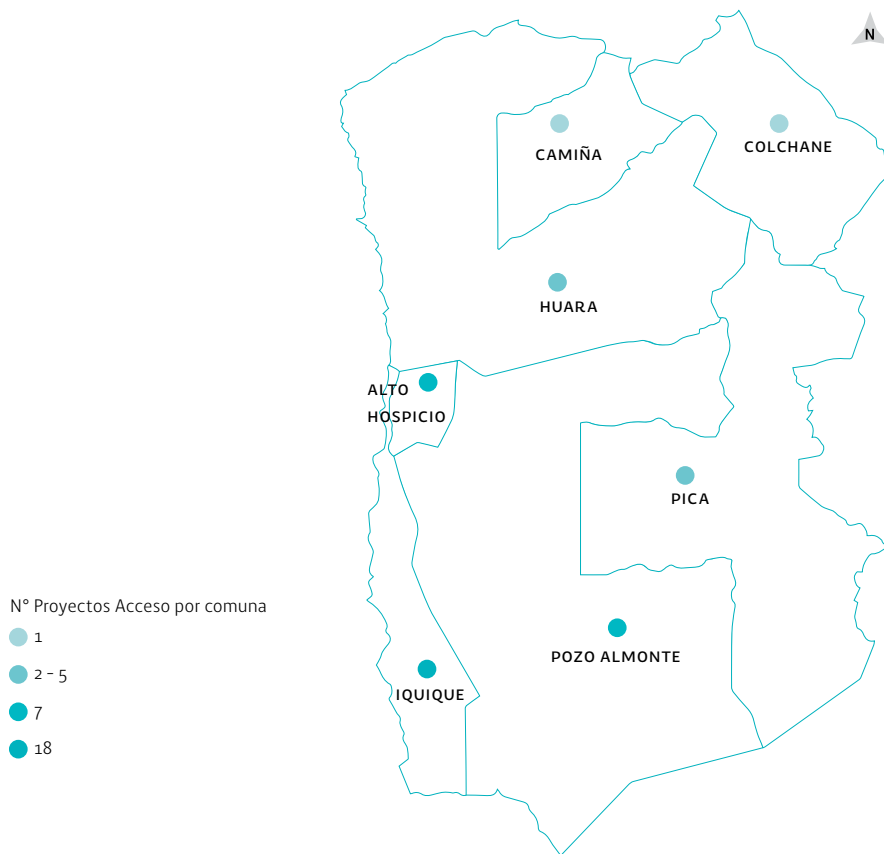 N
CAMIÑA
COLCHANE
HUARA
ALTO
HOSPICIO
PICA
POZO ALMONTE
IQUIQUE
N° Proyectos Acceso por comuna
1
2 - 5
7
18